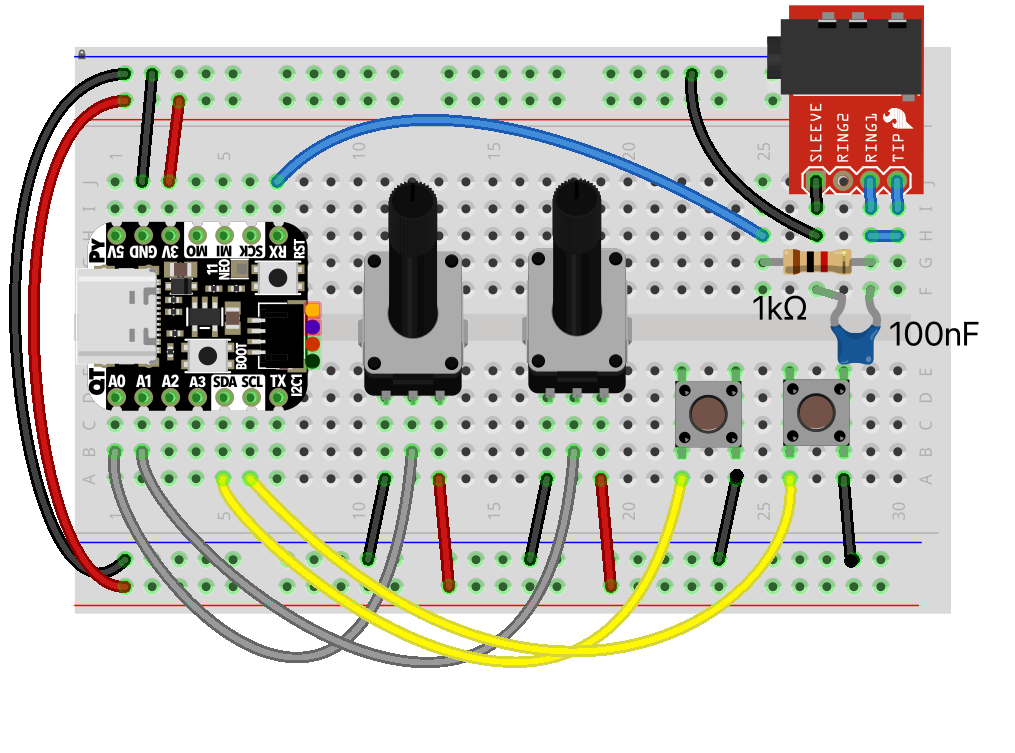 SLEEVE
RING2
RING1
TIP
1 5 10 15 20 25
J J
I I
H H
G G
F F
5V GND 3V MO MI SCK RX
QT PY
RST
NEO
11
BOOT
I2C1
A0 A1 A2 A3 SDA SCL TX
1kΩ
100nF
E E
D D
C C
B B
A A
1 5 10 15 20 25 30